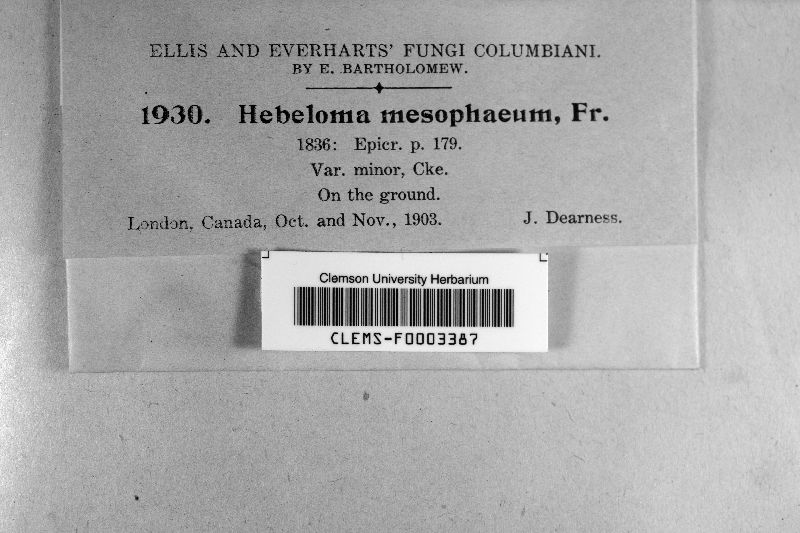 ELLIS AND EVERHARTS' FUNGI COLUMBIANI.
BY E. BARTHOLOMEW.
1930. Hebeloma mesophaeum, Fr.
1836: Epicr. p. 179.
Var. minor, Cke.
On the ground.
London, Canada, Oct. and Nov., 1903. J. Dearness.
Clemson University Herbarium
CLEMS-F0003387